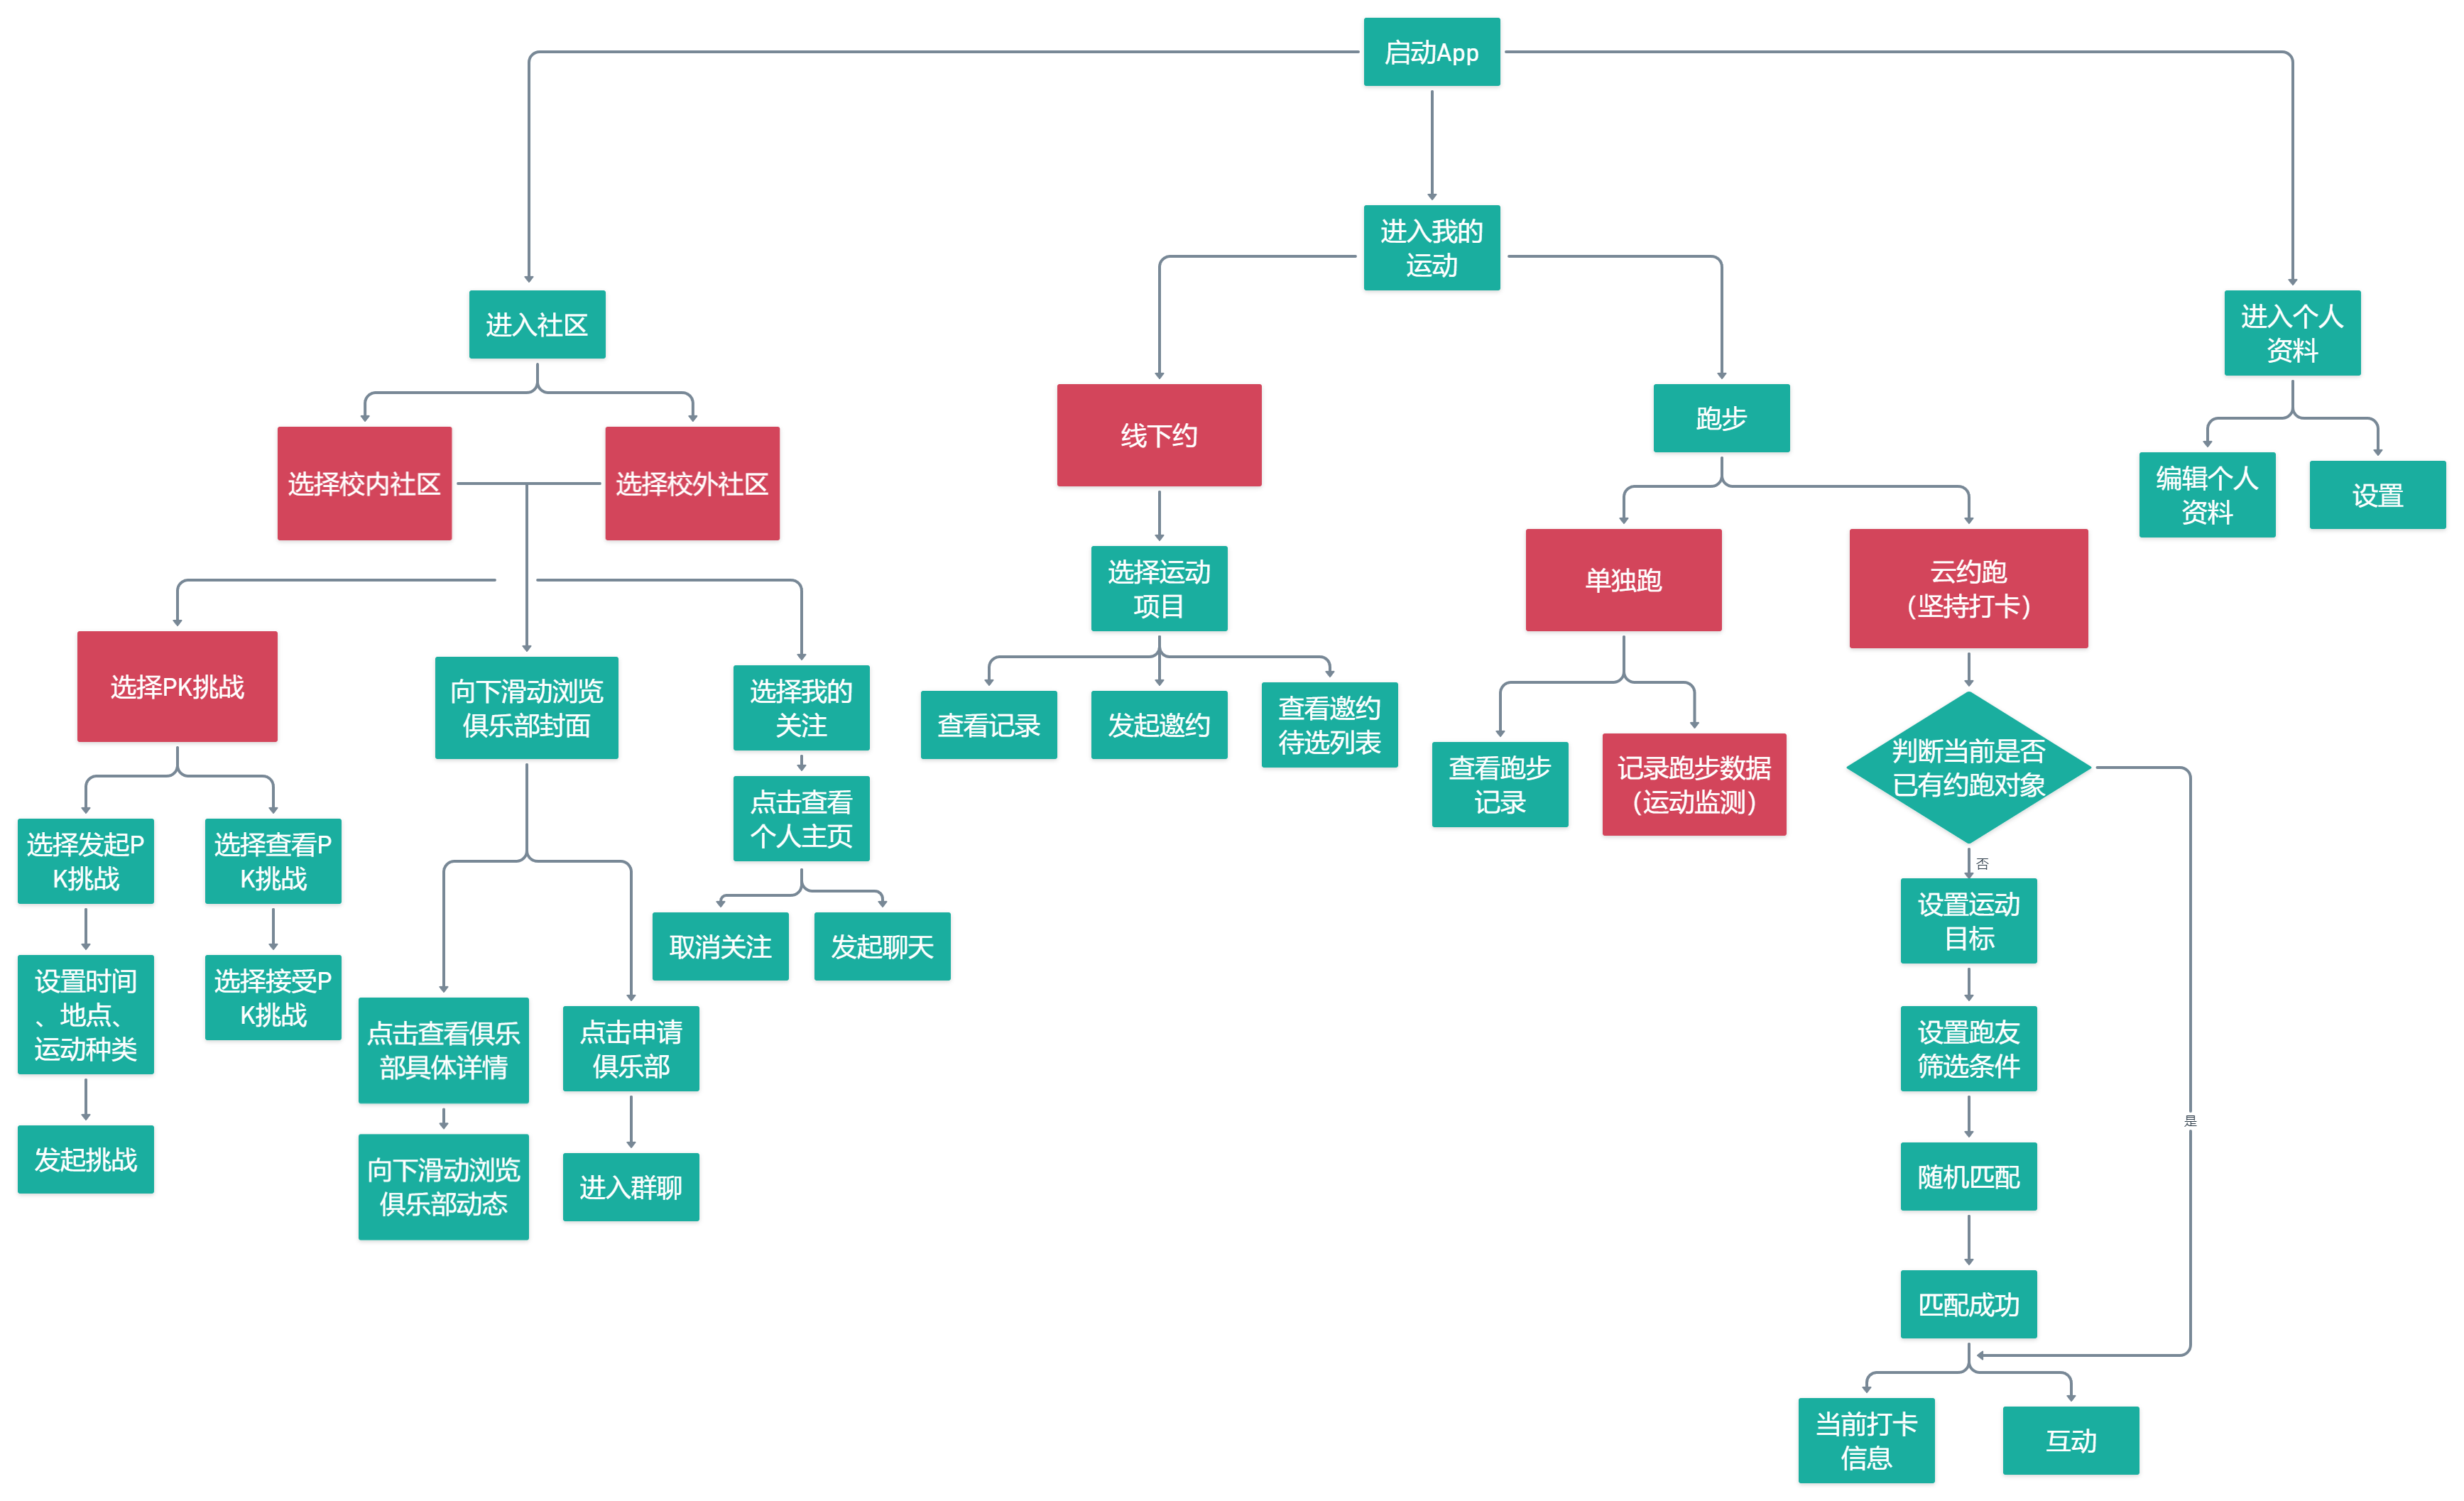 启动App
进入我的
运动
进入社区
进入个人
资料
线下约
跑步
选择校内社区
选择校外社区
编辑个人
资料
设置
选择运动
项目
单独跑
云约跑
（坚持打卡）
选择PK挑战
向下滑动浏览
俱乐部封面
选择我的
关注
查看记录
发起邀约
查看邀约
待选列表
查看跑步
记录
记录跑步数据
（运动监测）
判断当前是否
已有约跑对象
点击查看
个人主页
选择发起P
K挑战
选择查看P
K挑战
否
设置运动
目标
取消关注
发起聊天
设置时间
、地点、
运动种类
选择接受P
K挑战
点击查看俱乐
部具体详情
点击申请
俱乐部
设置跑友
筛选条件
是
发起挑战
向下滑动浏览
俱乐部动态
进入群聊
随机匹配
匹配成功
当前打卡
信息
互动